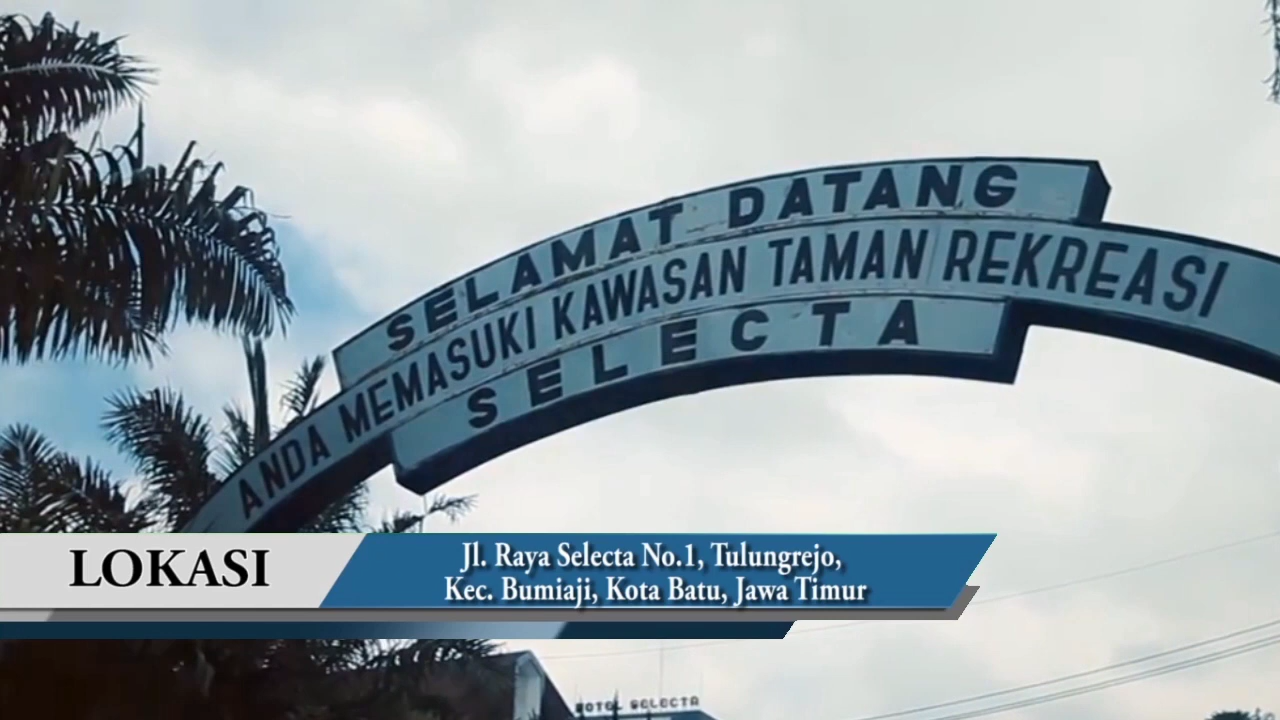 SELAMAT DATANG
ANDA MEMASUKI KAWASAN TAMAN REKREASI
SELECTA
LOKASI
Jl. Raya Selecta No.1, Tulungrejo,
Kec. Bumiaji, Kota Batu, Jawa Timur
HOTEL SELECTA